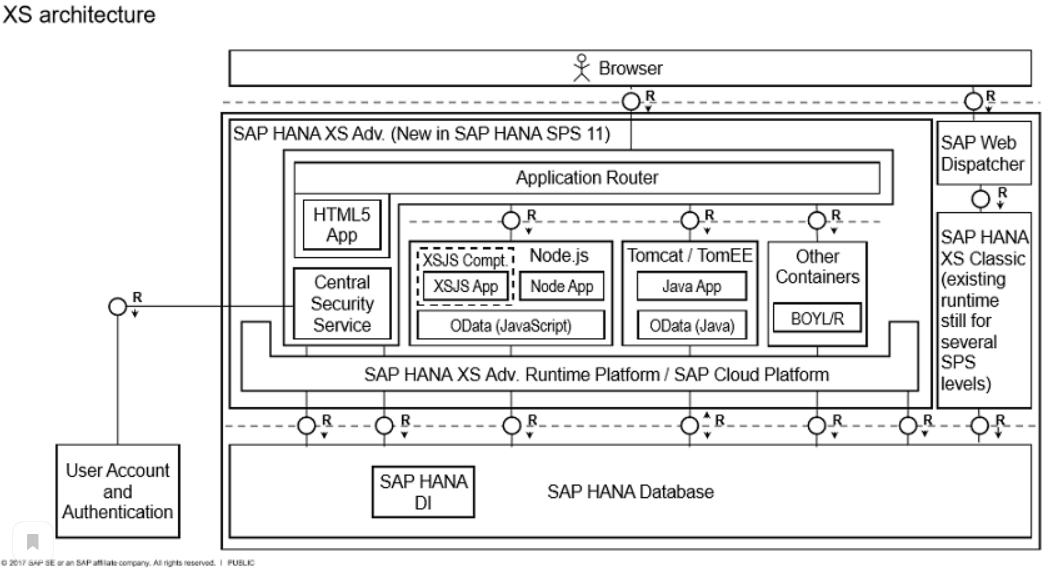 XS architecture
Browser
R
R
SAP HANA XS Adv. (New in SAP HANA SPS 11)
SAP Web
Dispatcher
Application Router
R
HTML5
App
R
R
R
XSJS Compt.
Node.js
XSJS App
Node App
OData (JavaScript)
Tomcat / TomEE
Java App
OData (Java)
Other
Containers
BOYL/R
SAP HANA
XS Classic
(existing
runtime
still for
several
SPS
levels)
Central
Security
Service
R
SAP HANA XS Adv. Runtime Platform / SAP Cloud Platform
R
R
R
R
R
R
R
User Account
and
Authentication
SAP HANA
DI
SAP HANA Database
© 2017 SAP SE or an SAP affiliate company. All rights reserved. | PUBLIC